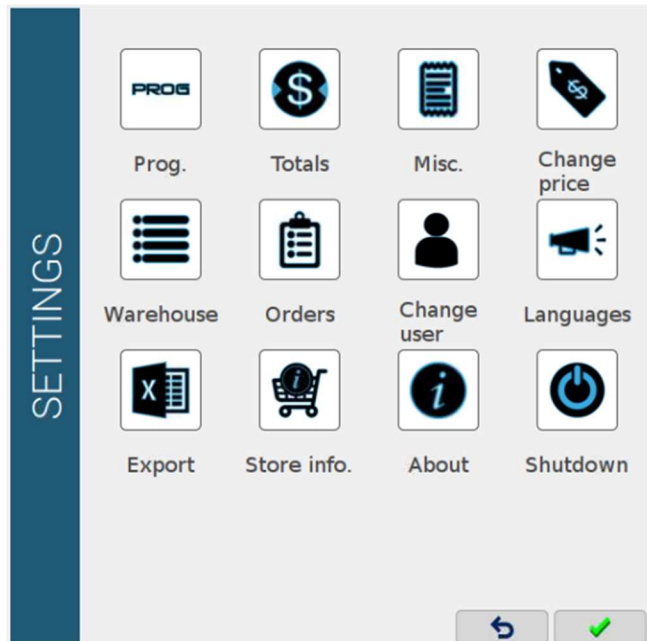 SETTINGS
PROG
Prog.
Totals
Misc.
Change
price
Warehouse
Orders
Change
user
Languages
Export
Store info.
About
Shutdown